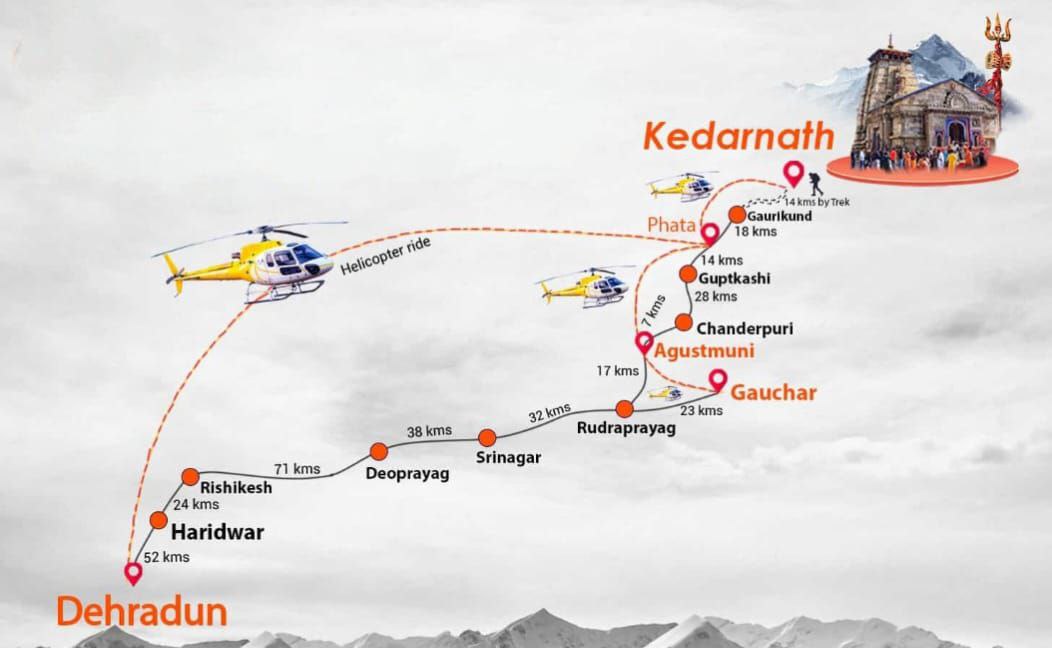 Kedarnath
14 kms by Trek
Gaurikund
Phata
18 kms
Helicopter ride
14 kms
Guptkashi
28 kms
7 kms
Chanderpuri
Agustmuni
17 kms
Gauchar
23 kms
32 kms
Rudraprayag
38 kms
Srinagar
71 kms
Deoprayag
Rishikesh
24 kms
Haridwar
52 kms
Dehradun